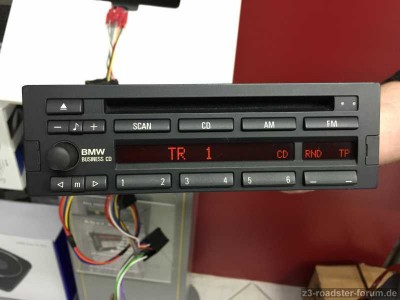 − ♪ + SCAN CD AM FM
BMW
BUSINESS CD
TR 1 CD RND TP
◁ m ▷ 1 2 3 4 5 6
z3-roadster-forum.de